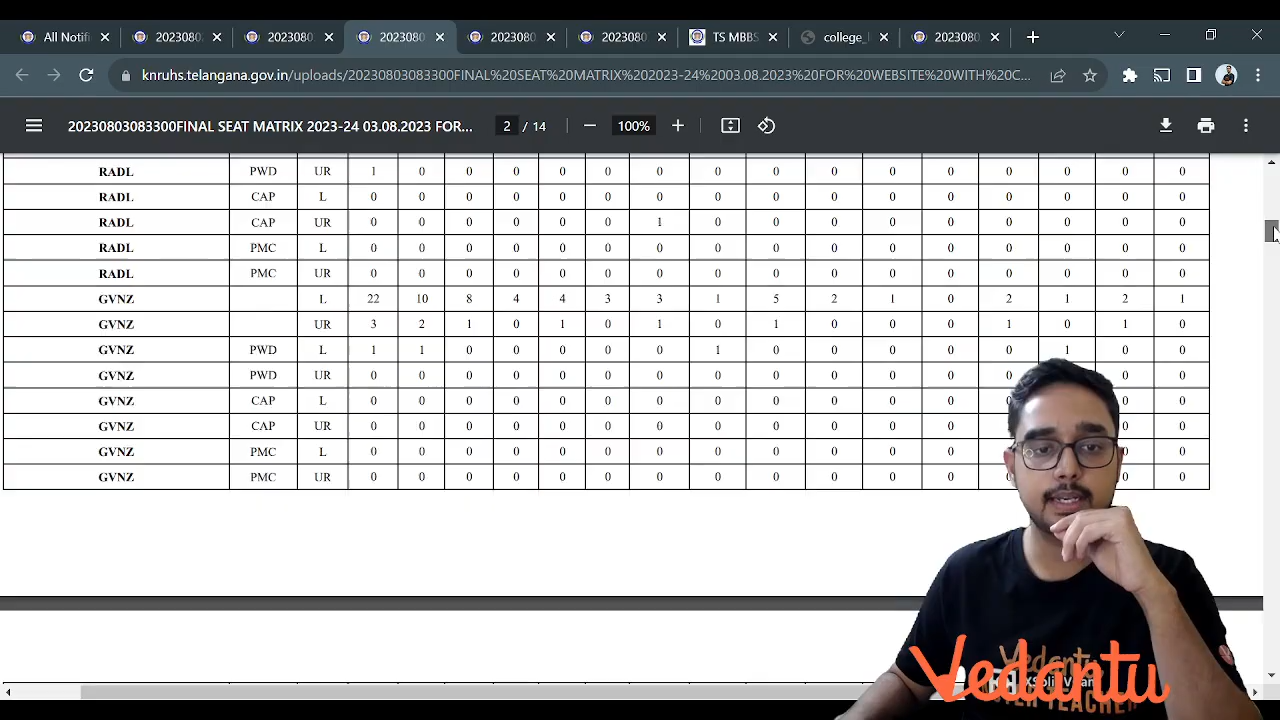 All Notifi
2023080
2023080
2023080
2023080
2023080
TS MBBS
college_
2023080
knruhs.telangana.gov.in/uploads/20230803083300FINAL%20SEAT%20MATRIX%202023-24%2003.08.2023%20FOR%20WEBSITE%20WITH%20C...
20230803083300FINAL SEAT MATRIX 2023-24 03.08.2023 FOR... 2 / 14 100%
RADL PWD UR 1 0 0 0 0 0 0 0 0 0 0 0 0 0 0 0
RADL CAP L 0 0 0 0 0 0 0 0 0 0 0 0 0 0 0 0
RADL CAP UR 0 0 0 0 0 0 1 0 0 0 0 0 0 0 0 0
RADL PMC L 0 0 0 0 0 0 0 0 0 0 0 0 0 0 0 0
RADL PMC UR 0 0 0 0 0 0 0 0 0 0 0 0 0 0 0 0
GVNZ L 22 10 8 4 4 3 3 1 5 2 1 0 2 1 2 1
GVNZ UR 3 2 1 0 1 0 1 0 1 0 0 0 1 0 1 0
GVNZ PWD L 1 1 0 0 0 0 0 1 0 0 0 0 0 1 0 0
GVNZ PWD UR 0 0 0 0 0 0 0 0 0 0 0 0 0 0 0
GVNZ CAP L 0 0 0 0 0 0 0 0 0 0 0 0 0 0 0
GVNZ CAP UR 0 0 0 0 0 0 0 0 0 0 0 0 0 0 0
GVNZ PMC L 0 0 0 0 0 0 0 0 0 0 0 0 0 0 0
GVNZ PMC UR 0 0 0 0 0 0 0 0 0 0 0 0 0 0 0
Vedantu